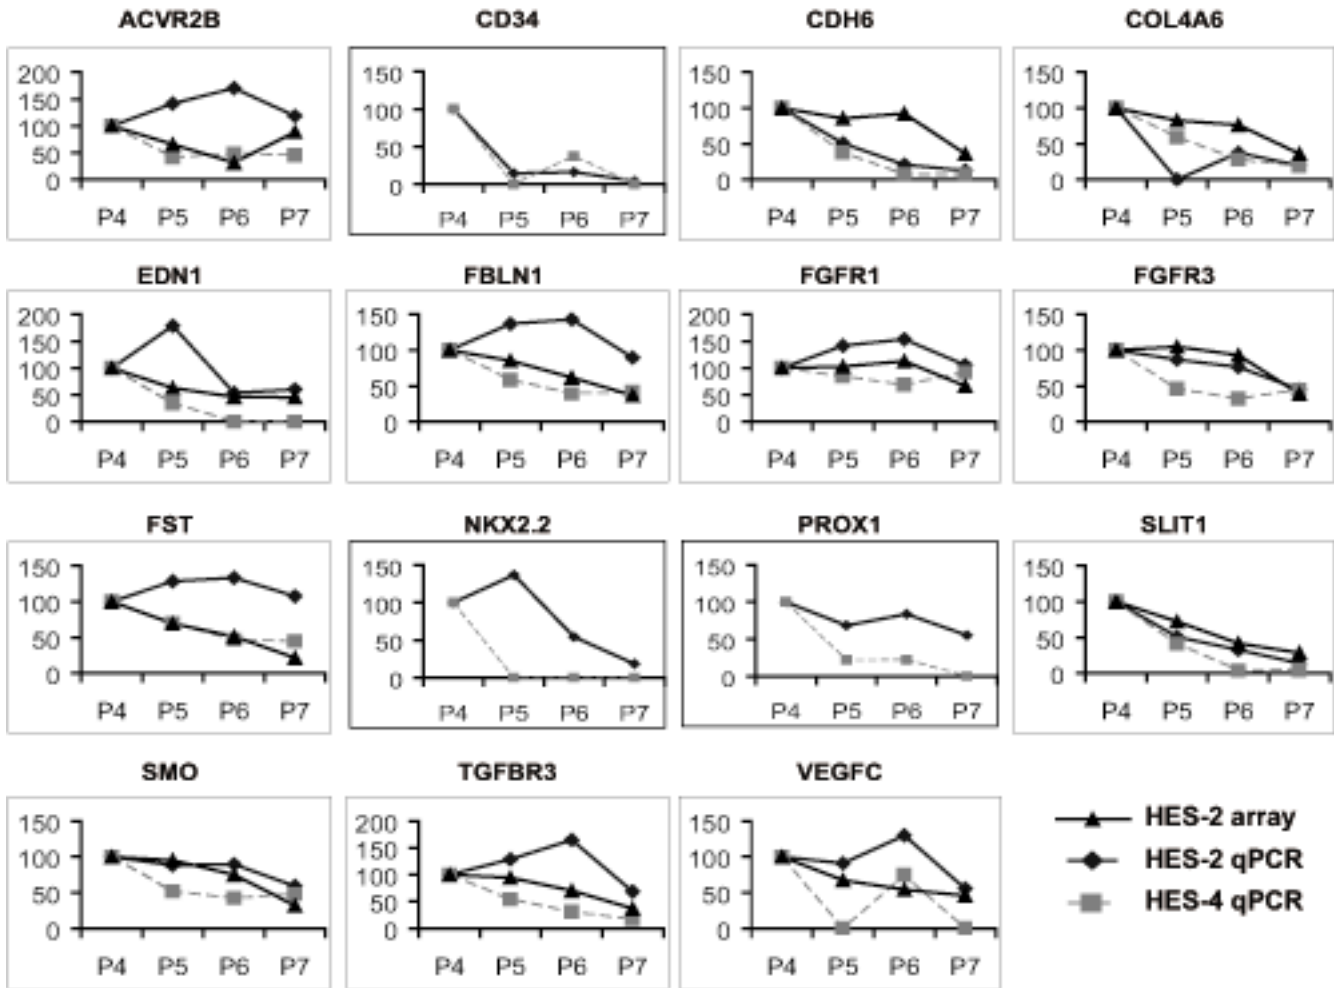 ACVR2B CD34 CDH6 COL4A6
200 150 100 50 0 P4 P5 P6 P7
150 100 50 0 P4 P5 P6 P7
150 100 50 0 P4 P5 P6 P7
150 100 50 0 P4 P5 P6 P7
EDN1 FBLN1 FGFR1 FGFR3
200 150 100 50 0 P4 P5 P6 P7
150 100 50 0 P4 P5 P6 P7
200 150 100 50 0 P4 P5 P6 P7
150 100 50 0 P4 P5 P6 P7
FST NKX2.2 PROX1 SLIT1
150 100 50 0 P4 P5 P6 P7
150 100 50 0 P4 P5 P6 P7
150 100 50 0 P4 P5 P6 P7
150 100 50 0 P4 P5 P6 P7
SMO TGFBR3 VEGFC
150 100 50 0 P4 P5 P6 P7
200 150 100 50 0 P4 P5 P6 P7
150 100 50 0 P4 P5 P6 P7
HES-2 array
HES-2 qPCR
HES-4 qPCR